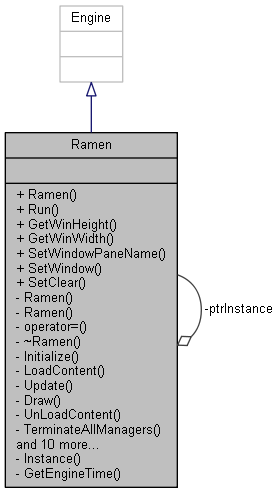 Engine
Ramen
+ Ramen()
+ Run()
+ GetWinHeight()
+ GetWinWidth()
+ SetWindowPaneName()
+ SetWindow()
+ SetClear()
- Ramen()
- Ramen()
- operator=()
- ~Ramen()
- Initialize()
- LoadContent()
- Update()
- Draw()
- UnLoadContent()
- TerminateAllManagers()
and 10 more...
- Instance()
- GetEngineTime()
-ptrInstance